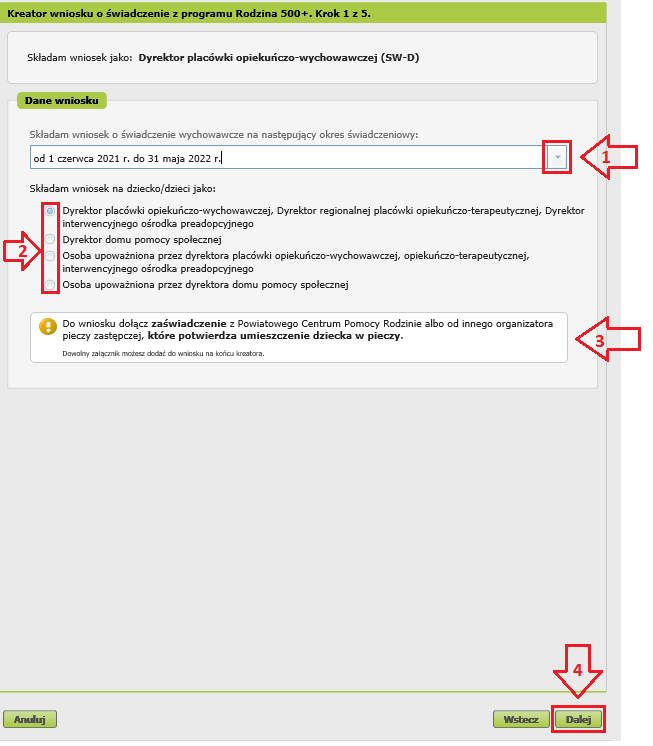 Kreator wniosku o świadczenie z programu Rodzina 500+. Krok 1 z 5.
Składam wniosek jako: Dyrektor placówki opiekuńczo-wychowawczej (SW-D)
Dane wniosku
Składam wniosek o świadczenie wychowawcze na następujący okres świadczeniowy:
od 1 czerwca 2021 r. do 31 maja 2022 r.
1
Składam wniosek na dziecko/dzieci jako:
Dyrektor placówki opiekuńczo-wychowawczej, Dyrektor regionalnej placówki opiekuńczo-terapeutycznej, Dyrektor
interwencyjnego ośrodka preadopcyjnego
Dyrektor domu pomocy społecznej
2
Osoba upoważniona przez dyrektora placówki opiekuńczo-wychowawczej, opiekuńczo-terapeutycznej,
interwencyjnego ośrodka preadopcyjnego
Osoba upoważniona przez dyrektora domu pomocy społecznej
Do wniosku dołącz zaświadczenie z Powiatowego Centrum Pomocy Rodzinie albo od innego organizatora
pieczy zastępczej, które potwierdza umieszczenie dziecka w pieczy.
3
Dowolny załącznik możesz dodać do wniosku na końcu kreatora.
4
Anuluj
Wstecz
Dalej